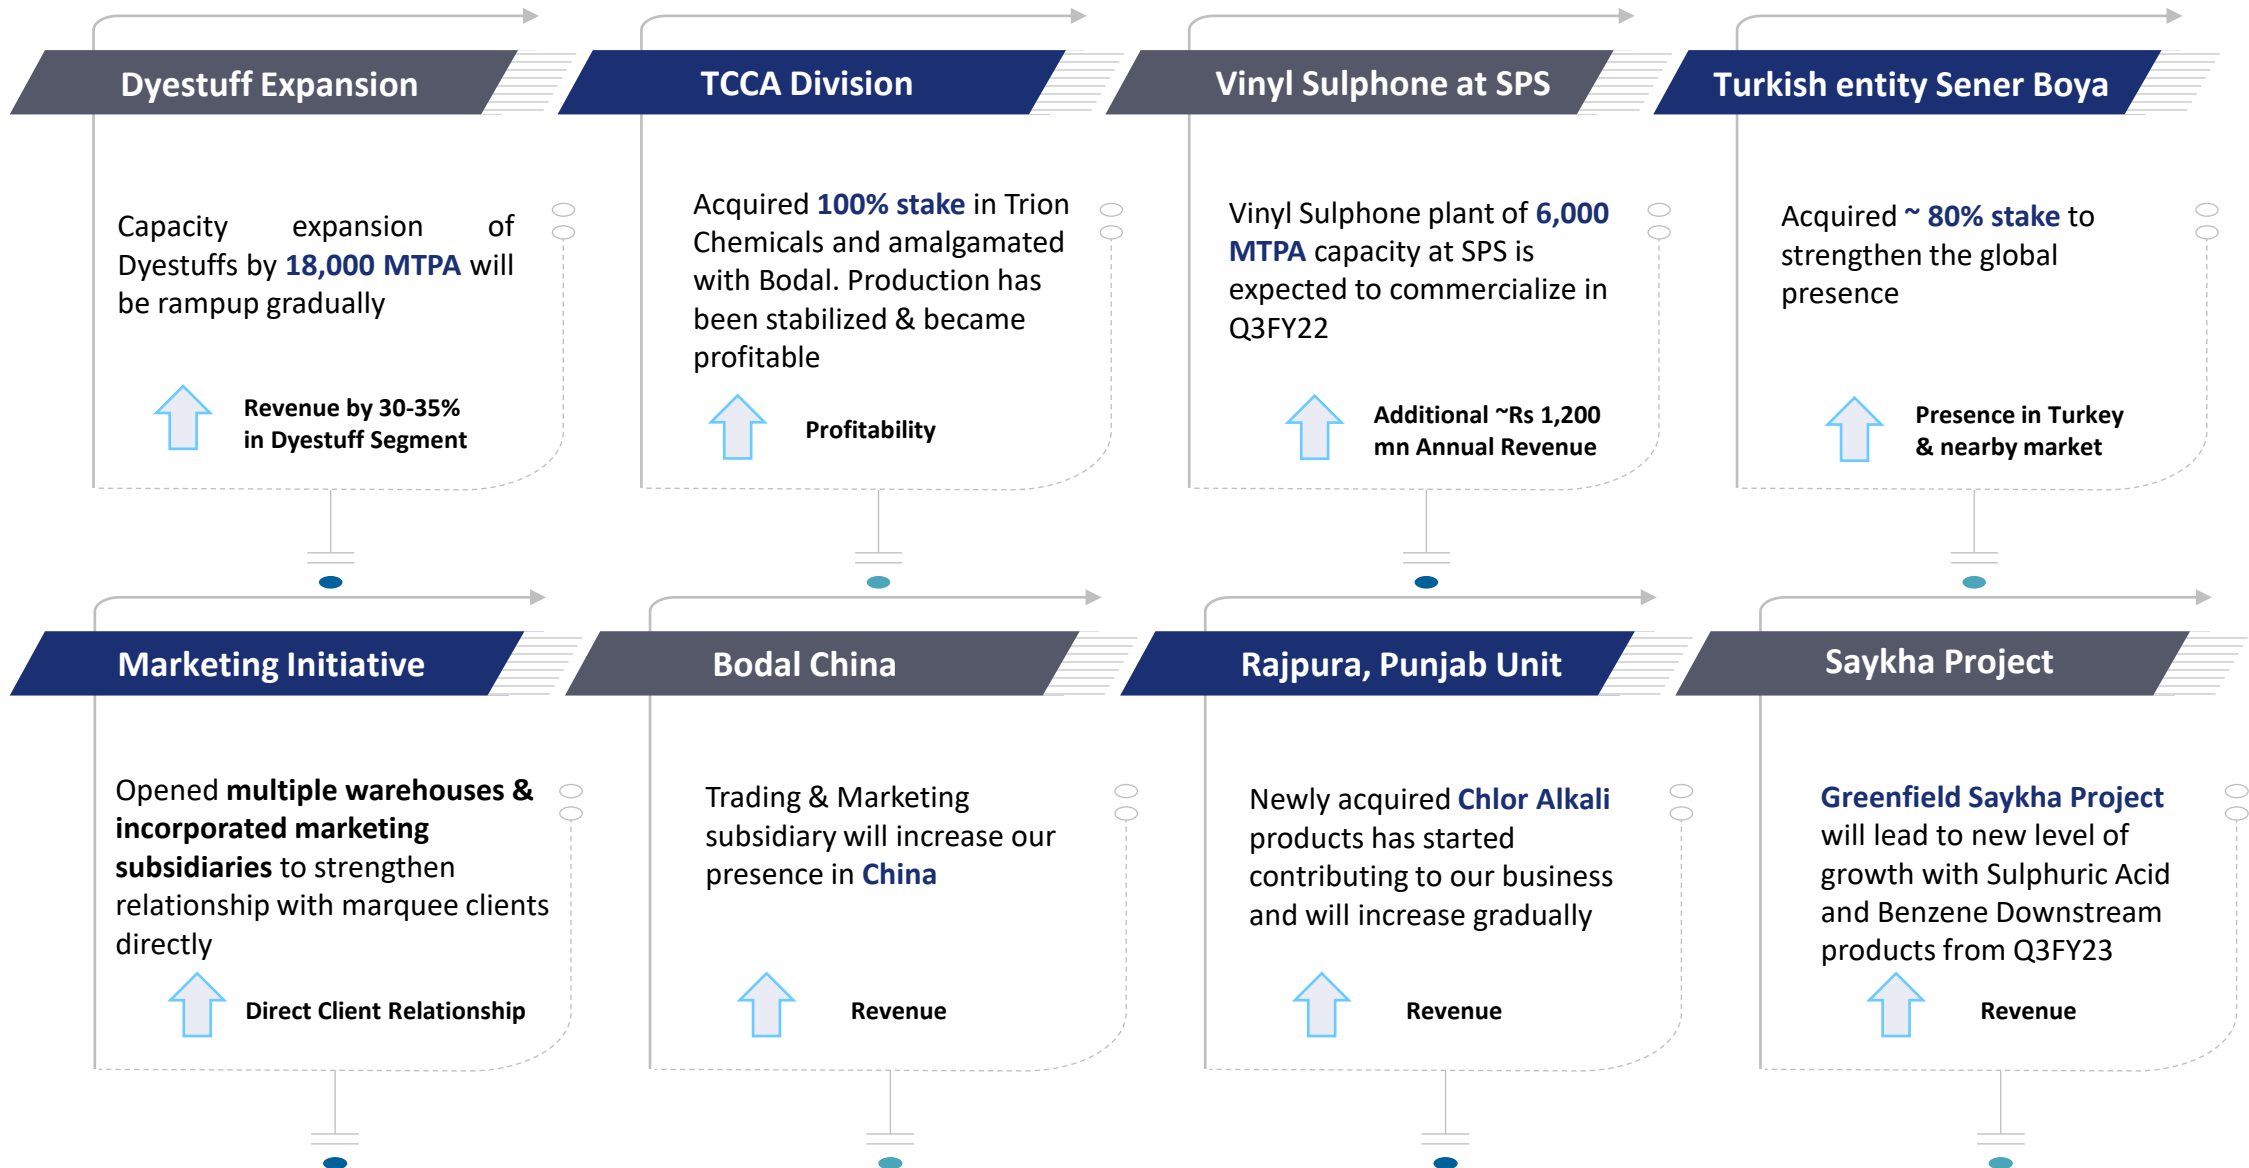 Dyestuff Expansion
Capacity expansion of
Dyestuffs by 18,000 MTPA will
be rampup gradually
Revenue by 30-35%
in Dyestuff Segment
TCCA Division
Acquired 100% stake in Trion
Chemicals and amalgamated
with Bodal. Production has
been stabilized & became
profitable
Profitability
Vinyl Sulphone at SPS
Vinyl Sulphone plant of 6,000
MTPA capacity at SPS is
expected to commercialize in
Q3FY22
Additional ~Rs 1,200
mn Annual Revenue
Turkish entity Sener Boya
Acquired ~ 80% stake to
strengthen the global
presence
Presence in Turkey
& nearby market
Marketing Initiative
Opened multiple warehouses &
incorporated marketing
subsidiaries to strengthen
relationship with marquee clients
directly
Direct Client Relationship
Bodal China
Trading & Marketing
subsidiary will increase our
presence in China
Revenue
Rajpura, Punjab Unit
Newly acquired Chlor Alkali
products has started
contributing to our business
and will increase gradually
Revenue
Saykha Project
Greenfield Saykha Project
will lead to new level of
growth with Sulphuric Acid
and Benzene Downstream
products from Q3FY23
Revenue